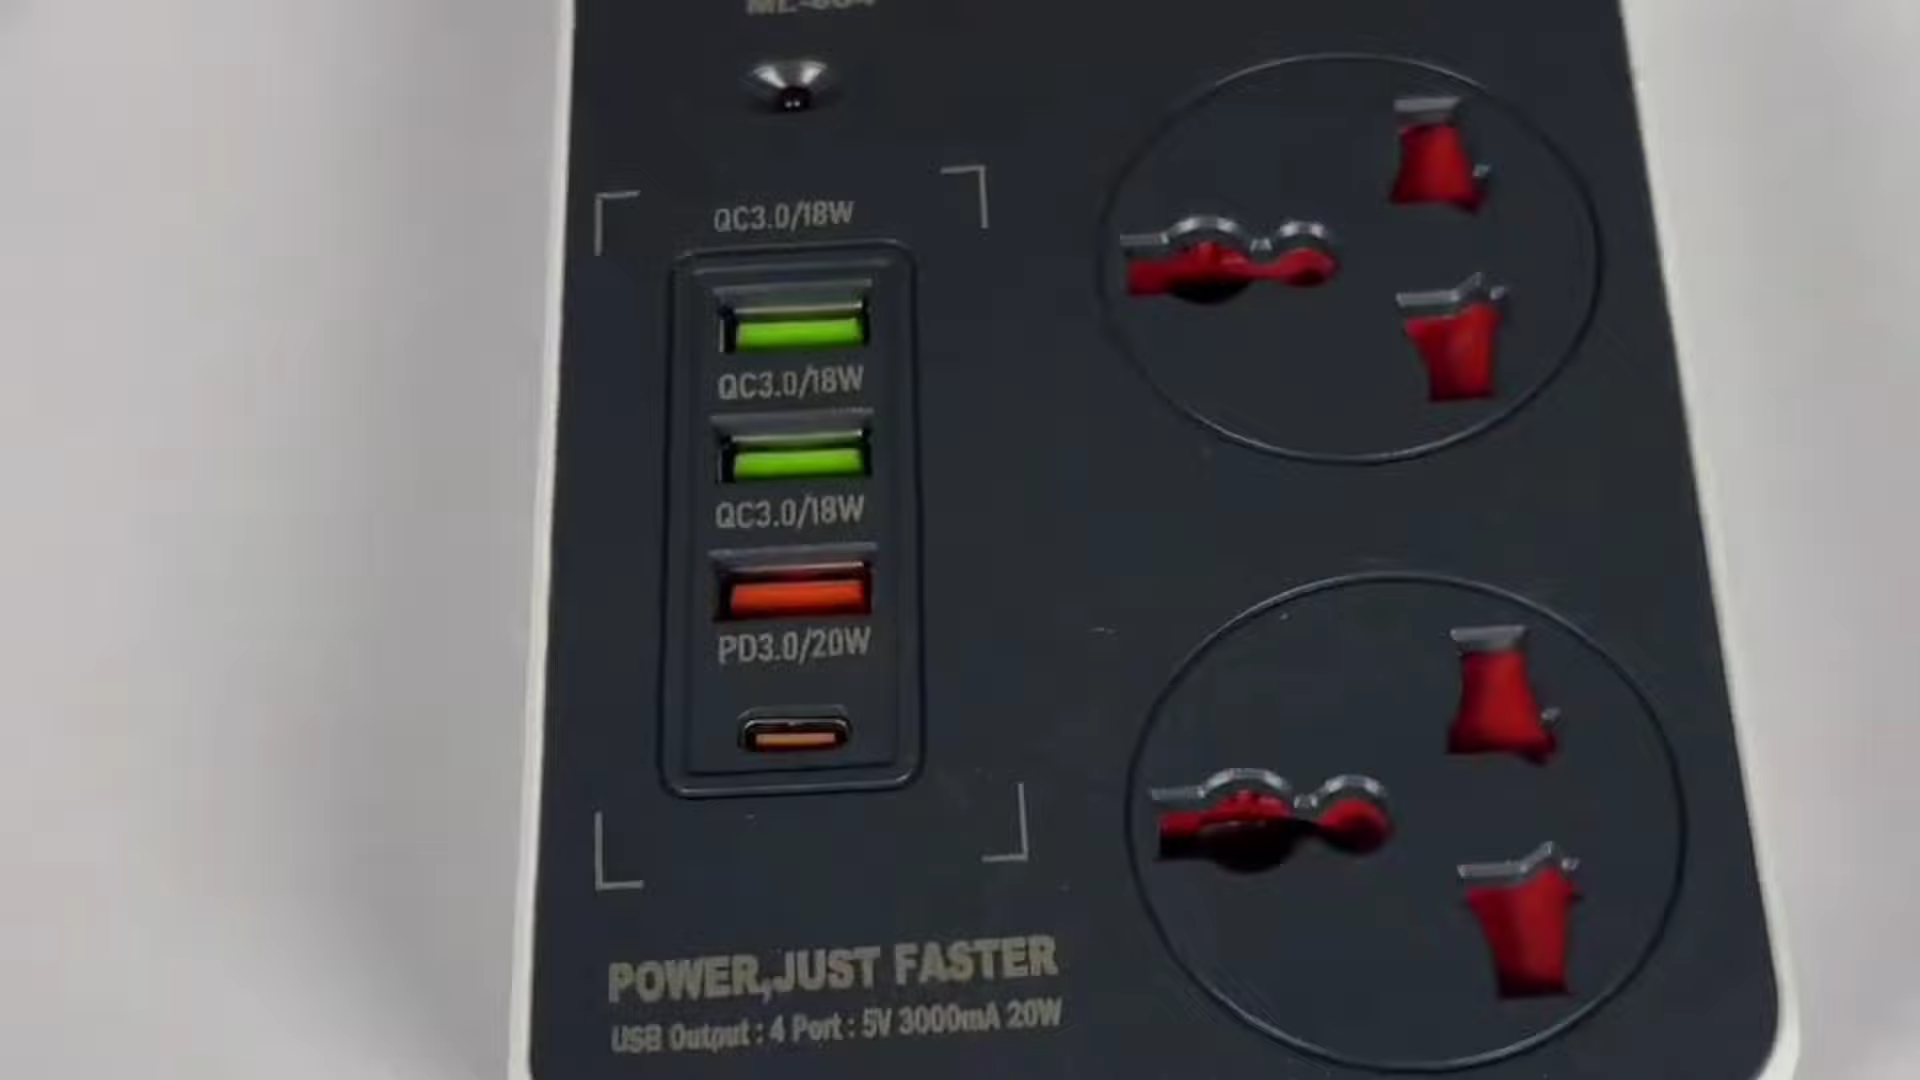 QC3.0/18W
QC3.0/18W
QC3.0/18W
PD3.0/20W
POWER,JUST FASTER
USB Output : 4 Port : 5V 3000mA 20W